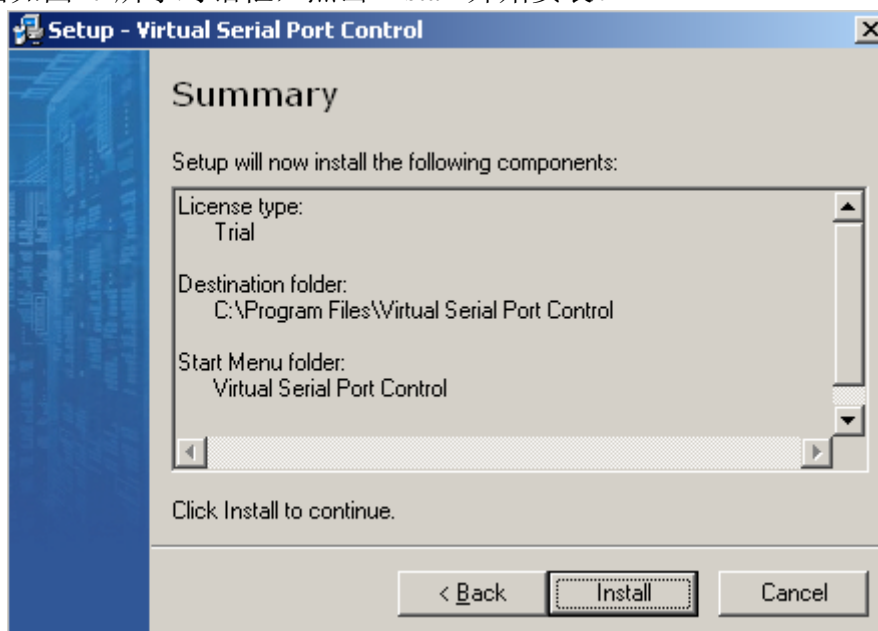 Setup - Virtual Serial Port Control
Summary
Setup will now install the following components:
License type:
Trial
Destination folder:
C:\Program Files\Virtual Serial Port Control
Start Menu folder:
Virtual Serial Port Control
Click Install to continue.
< Back
Install
Cancel